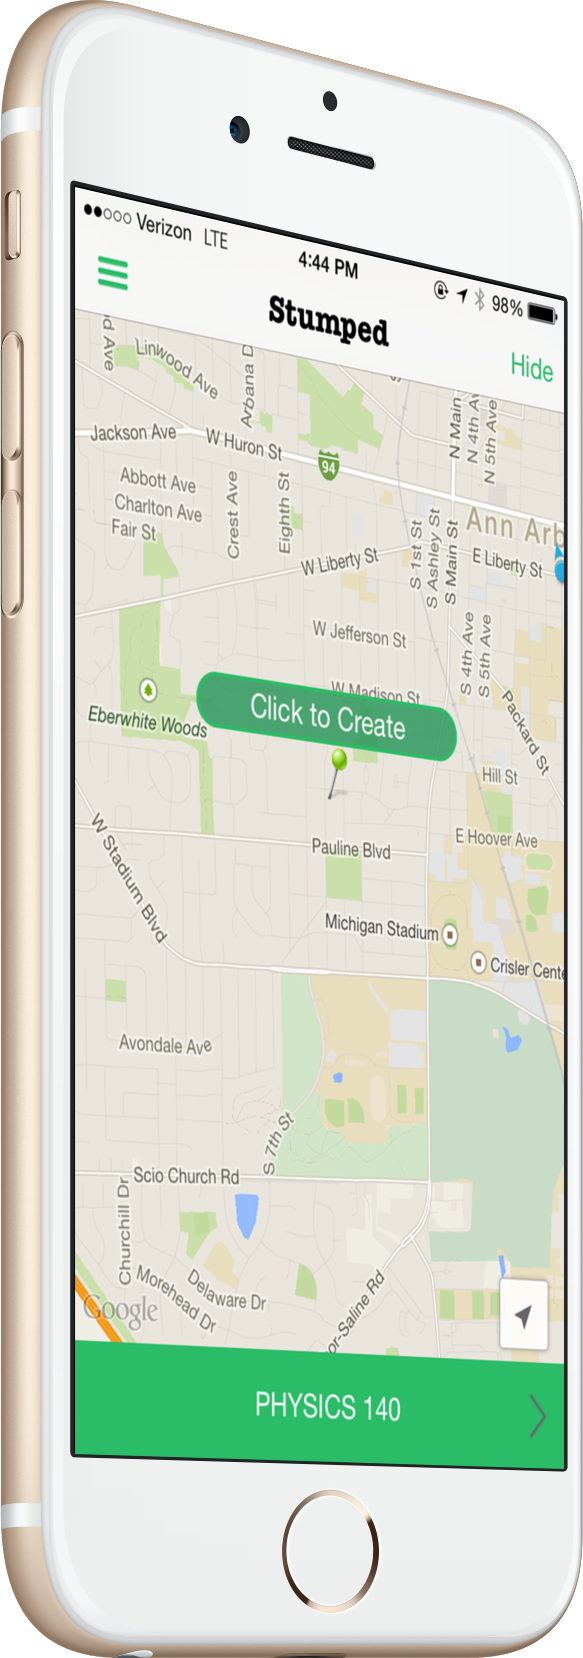 Verizon LTE
4:44 PM
98%
Stumped
Hide
d Ave
Linwood Ave
Arbana D
N Main
N 4th Av
N 5th Ave
Jackson Ave
W Huron St
94
Abbott Ave
Charlton Ave
Fair St
Crest Ave
Eighth St
Ann Arb
W Liberty St
S 1st St
S Ashley St
S Main St
E Liberty St
W Jefferson St
S 4th Ave
S 5th Ave
W Madison St
Eberwhite Woods
Click to Create
Packard St
Hill St
W Stadium Blvd
Pauline Blvd
E Hoover Ave
Michigan Stadium
Crisler Cente
Avondale Ave
S 7th St
Scio Church Rd
Churchill Dr
Morehead Dr
Delaware Dr
or-Saline Rd
Google
PHYSICS 140